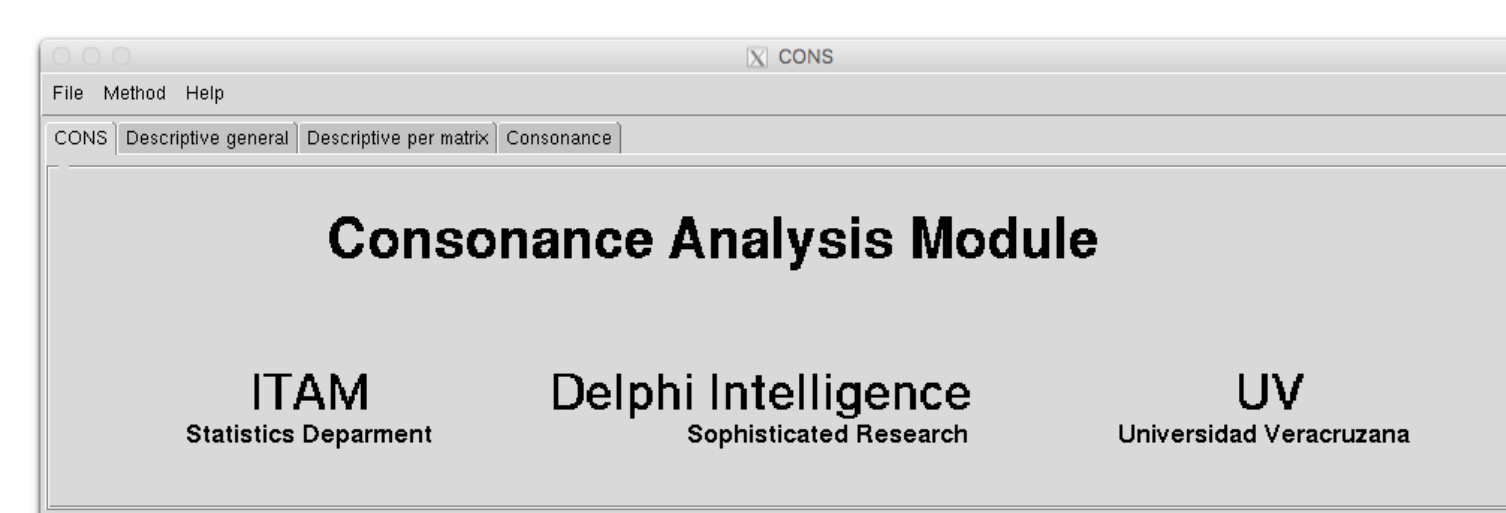 CONS
File Method Help
CONS Descriptive general Descriptive per matrix Consonance
Consonance Analysis Module
ITAM Delphi Intelligence UV
Statistics Deparment Sophisticated Research Universidad Veracruzana